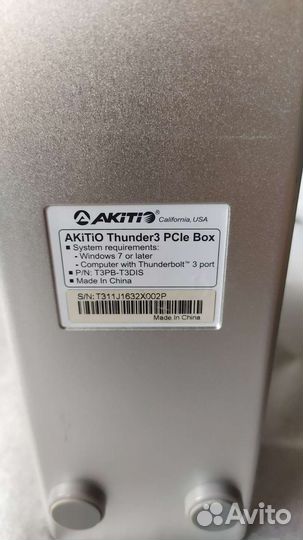 AKiTiO California, USA
AKiTiO Thunder3 PCIe Box
■ System requirements:
- Windows 7 or later
- Computer with Thunderbolt™ 3 port
■ P/N: T3PB-T3DIS
■ Made In China
S/N: T311J1632X002P
Made In China
Avito